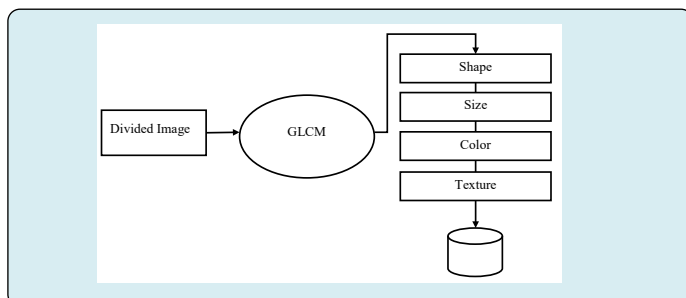 Divided Image
GLCM
Shape
Size
Color
Texture